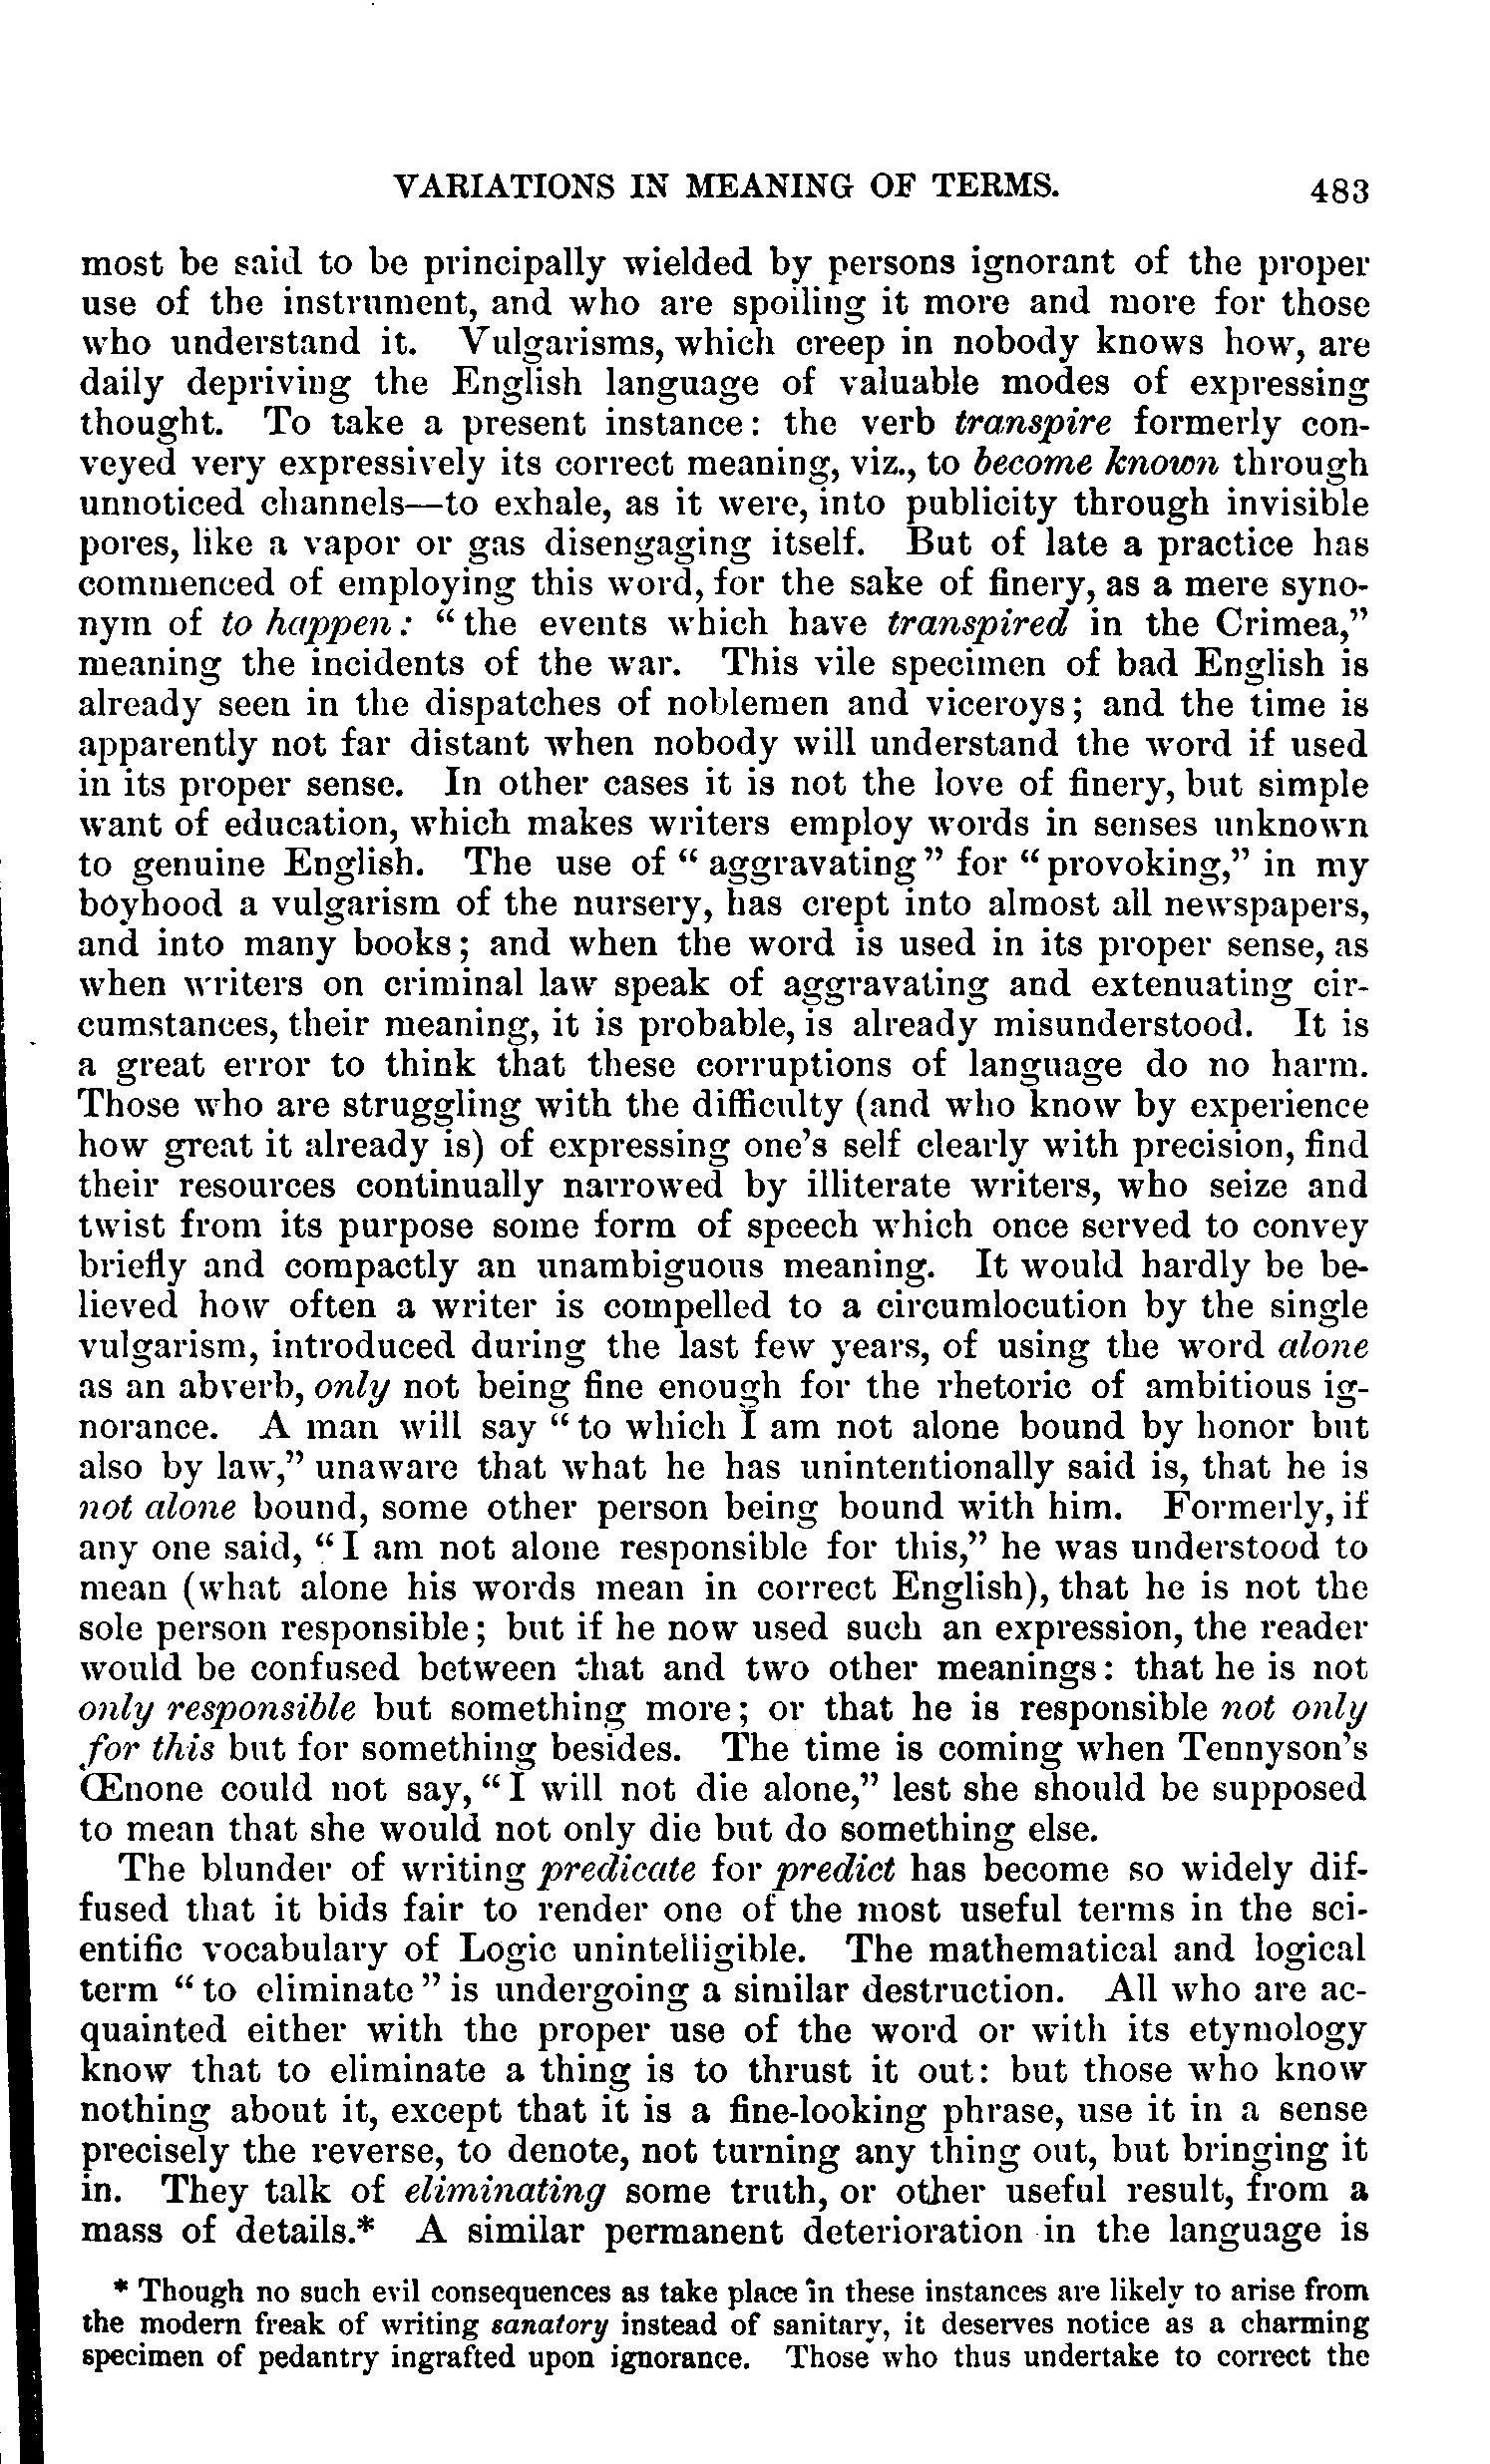 VARIATIONS IN MEANING OF TERMS. 483
most be said to be principally wielded by persons ignorant of the proper
use of the instrument, and who are spoiling it more and more for those
who understand it. Vulgarisms, which creep in nobody knows how, are
daily depriving the English language of valuable modes of expressing
thought. To take a present instance: the verb transpire formerly con-
veyed very expressively its correct meaning, viz., to become known through
unnoticed channels—to exhale, as it were, into publicity through invisible
pores, like a vapor or gas disengaging itself. But of late a practice has
commenced of employing this word, for the sake of finery, as a mere syno-
nym of to happen: “the events which have transpired in the Crimea,”
meaning the incidents of the war. This vile specimen of bad English is
already seen in the dispatches of noblemen and viceroys; and the time is
apparently not far distant when nobody will understand the word if used
in its proper sense. In other cases it is not the love of finery, but simple
want of education, which makes writers employ words in senses unknown
to genuine English. The use of “aggravating” for “provoking,” in my
boyhood a vulgarism of the nursery, has crept into almost all newspapers,
and into many books; and when the word is used in its proper sense, as
when writers on criminal law speak of aggravating and extenuating cir-
cumstances, their meaning, it is probable, is already misunderstood. It is
a great error to think that these corruptions of language do no harm.
Those who are struggling with the difficulty (and who know by experience
how great it already is) of expressing one’s self clearly with precision, find
their resources continually narrowed by illiterate writers, who seize and
twist from its purpose some form of speech which once served to convey
briefly and compactly an unambiguous meaning. It would hardly be be-
lieved how often a writer is compelled to a circumlocution by the single
vulgarism, introduced during the last few years, of using the word alone
as an abverb, only not being fine enough for the rhetoric of ambitious ig-
norance. A man will say “to which I am not alone bound by honor but
also by law,” unaware that what he has unintentionally said is, that he is
not alone bound, some other person being bound with him. Formerly, if
any one said, “I am not alone responsible for this,” he was understood to
mean (what alone his words mean in correct English), that he is not the
sole person responsible; but if he now used such an expression, the reader
would be confused between that and two other meanings: that he is not
only responsible but something more; or that he is responsible not only
for this but for something besides. The time is coming when Tennyson’s
Œnone could not say, “I will not die alone,” lest she should be supposed
to mean that she would not only die but do something else.
The blunder of writing predicate for predict has become so widely dif-
fused that it bids fair to render one of the most useful terms in the sci-
entific vocabulary of Logic unintelligible. The mathematical and logical
term “to eliminate” is undergoing a similar destruction. All who are ac-
quainted either with the proper use of the word or with its etymology
know that to eliminate a thing is to thrust it out: but those who know
nothing about it, except that it is a fine-looking phrase, use it in a sense
precisely the reverse, to denote, not turning any thing out, but bringing it
in. They talk of eliminating some truth, or other useful result, from a
mass of details.* A similar permanent deterioration in the language is
* Though no such evil consequences as take place in these instances are likely to arise from
the modern freak of writing sanatory instead of sanitary, it deserves notice as a charming
specimen of pedantry ingrafted upon ignorance. Those who thus undertake to correct the